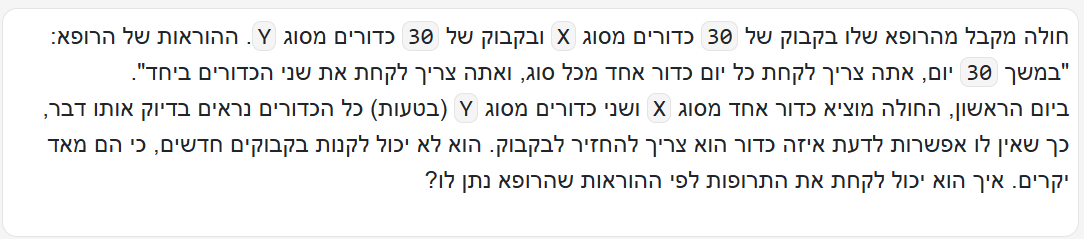 חולה מקבל מהרופא שלו בקבוק של 30 כדורים מסוג X ובקבוק של 30 כדורים מסוג Y. ההוראות של הרופא:
"במשך 30 יום, אתה צריך לקחת כל יום כדור אחד מכל סוג, ואתה צריך לקחת את שני הכדורים ביחד".
ביום הראשון, החולה מוציא כדור אחד מסוג X ושני כדורים מסוג Y (בטעות) כל הכדורים נראים בדיוק אותו דבר,
כך שאין לו אפשרות לדעת איזה כדור הוא צריך להחזיר לבקבוק. הוא לא יכול לקנות בקבוקים חדשים, כי הם מאד
יקרים. איך הוא יכול לקחת את התרופות לפי ההוראות שהרופא נתן לו?